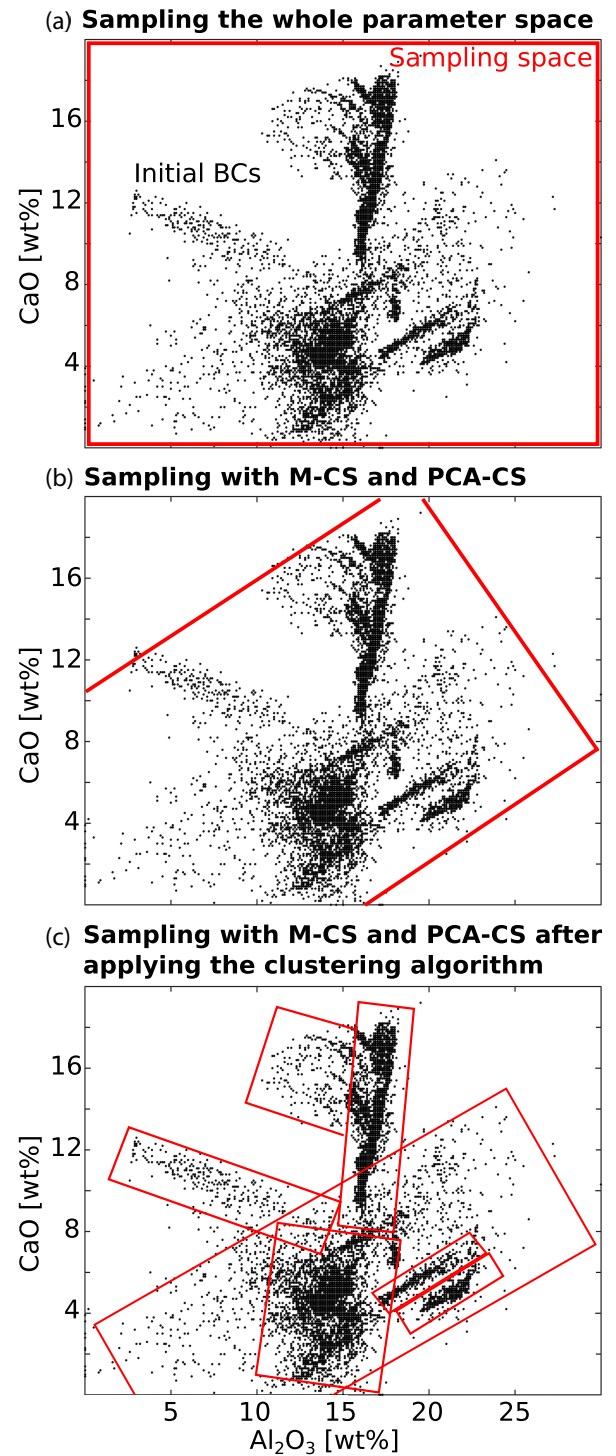 (a) Sampling the whole parameter space
Sampling space
16
Initial BCs
12
8
4
CaO [wt%]
(b) Sampling with M-CS and PCA-CS
16
12
8
4
CaO [wt%]
(c) Sampling with M-CS and PCA-CS after
applying the clustering algorithm
16
12
8
4
CaO [wt%]
5 10 15 20 25
Al₂O₃ [wt%]